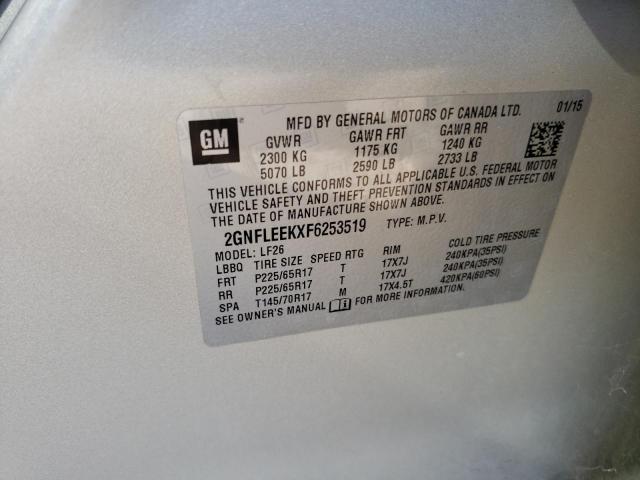 GM
MFD BY GENERAL MOTORS OF CANADA LTD. 01/15
GVWR GAWR FRT GAWR RR
2300 KG 1175 KG 1240 KG
5070 LB 2590 LB 2733 LB
THIS VEHICLE CONFORMS TO ALL APPLICABLE U.S. FEDERAL MOTOR
VEHICLE SAFETY AND THEFT PREVENTION STANDARDS IN EFFECT ON
THE DATE OF MANUFACTURE SHOWN ABOVE.
2GNFLEEKXF6253519 TYPE: M.P.V.
MODEL: LF26
LBBQ TIRE SIZE SPEED RTG RIM COLD TIRE PRESSURE
FRT P225/65R17 T 17X7J 240KPA(35PSI)
RR P225/65R17 T 17X7J 240KPA(35PSI)
SPA T145/70R17 M 17X4.5T 420KPA(60PSI)
SEE OWNER'S MANUAL FOR MORE INFORMATION.